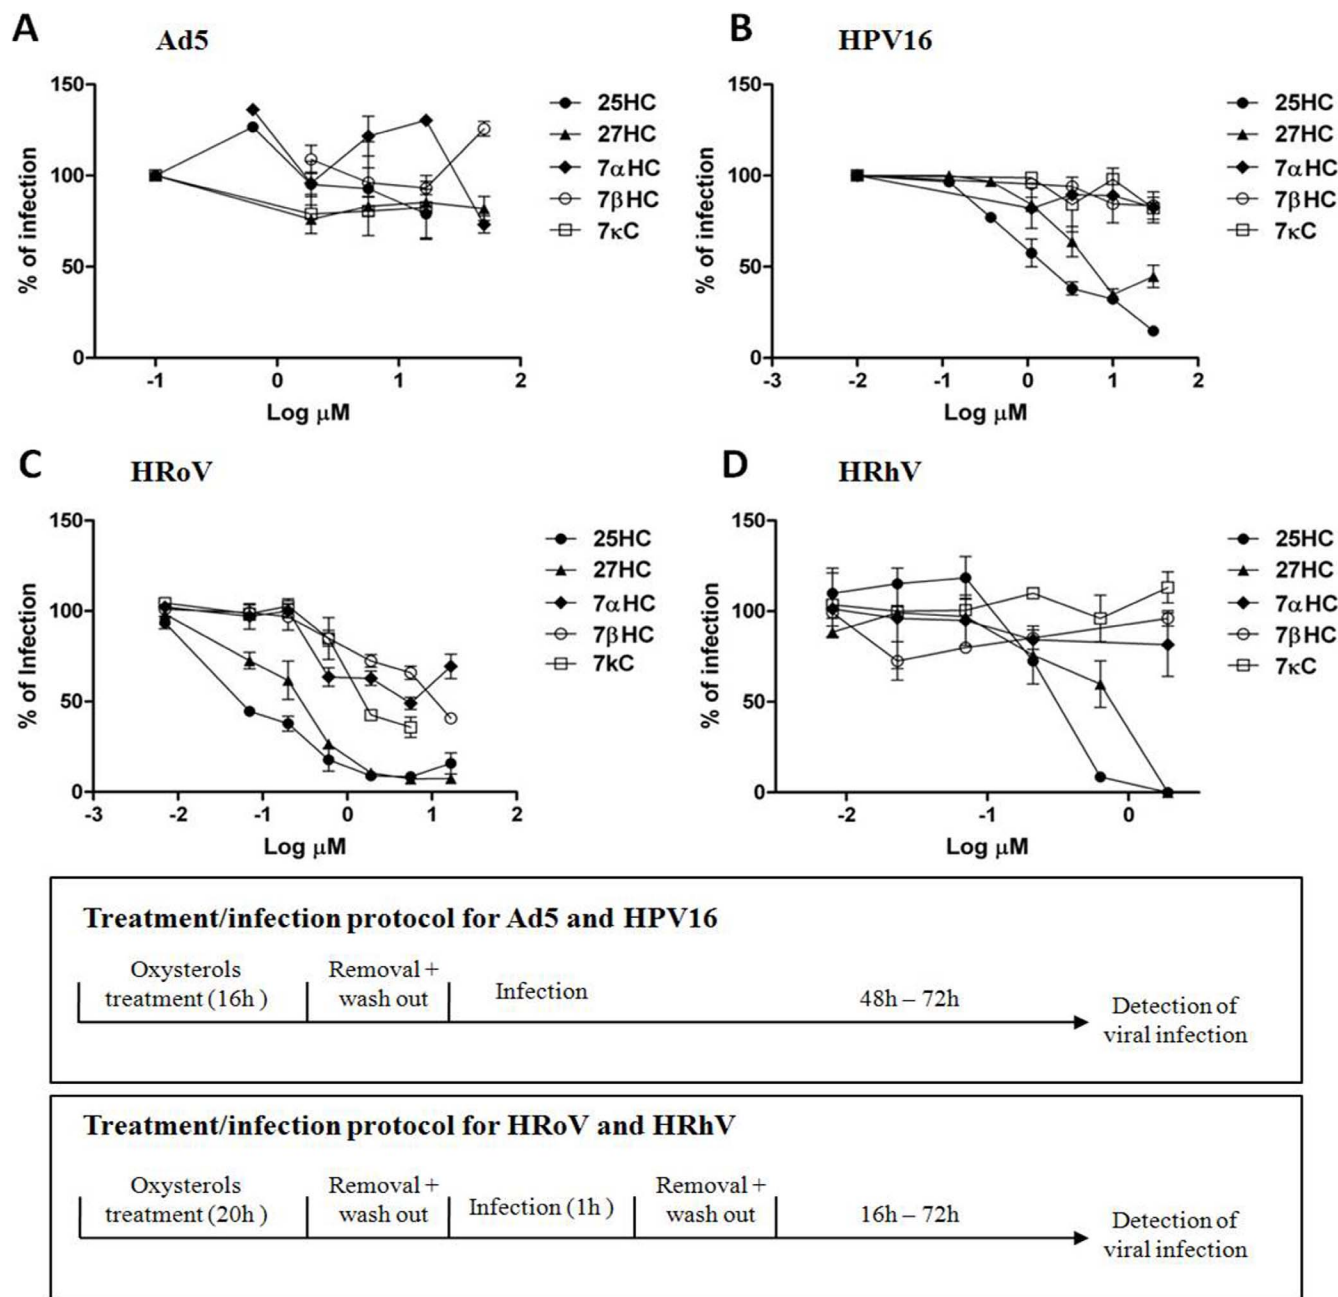 A
Ad5
150
100
50
0
% of infection
-1
0
1
2
Log μM
25HC
27HC
7αHC
7βHC
7κC
B
HPV16
150
100
50
0
% of infection
-3
-2
-1
0
1
2
Log μM
25HC
27HC
7αHC
7βHC
7κC
C
HRoV
150
100
50
0
% of Infection
-3
-2
-1
0
1
2
Log μM
25HC
27HC
7αHC
7βHC
7kC
D
HRhV
150
100
50
0
% of infection
-2
-1
0
Log μM
25HC
27HC
7αHC
7βHC
7κC
Treatment/infection protocol for Ad5 and HPV16
Oxysterols
treatment (16h )
Removal +
wash out
Infection
48h – 72h
Detection of
viral infection
Treatment/infection protocol for HRoV and HRhV
Oxysterols
treatment (20h )
Removal +
wash out
Infection (1h )
Removal +
wash out
16h – 72h
Detection of
viral infection